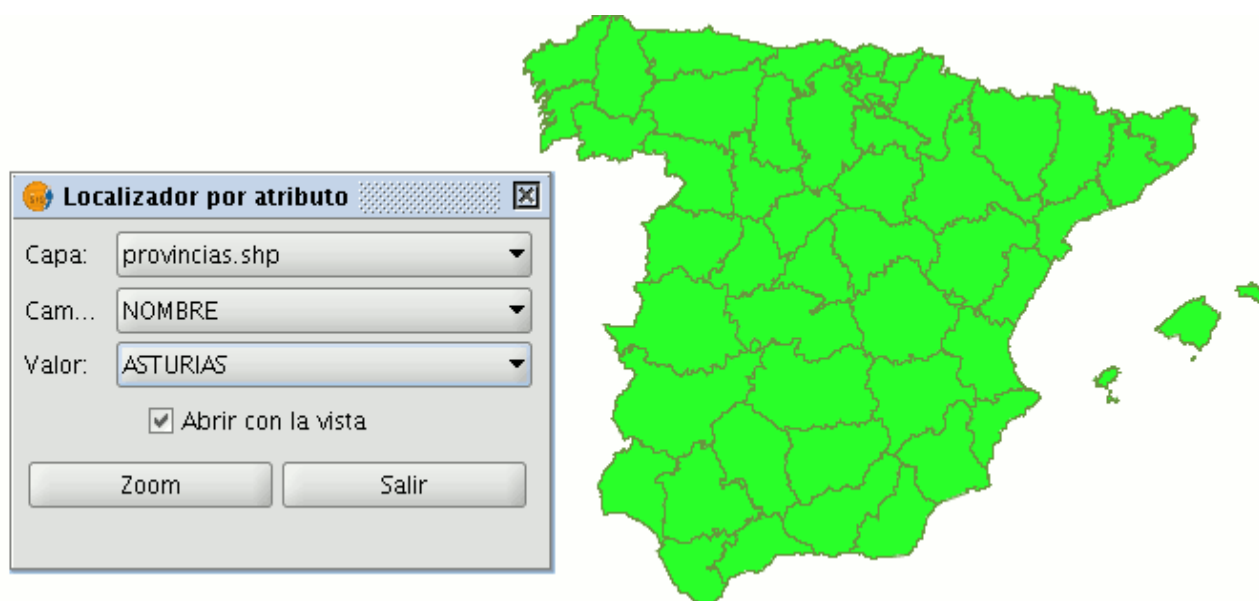 Localizador por atributo
Capa: provincias.shp
Cam... NOMBRE
Valor: ASTURIAS
Abrir con la vista
Zoom Salir